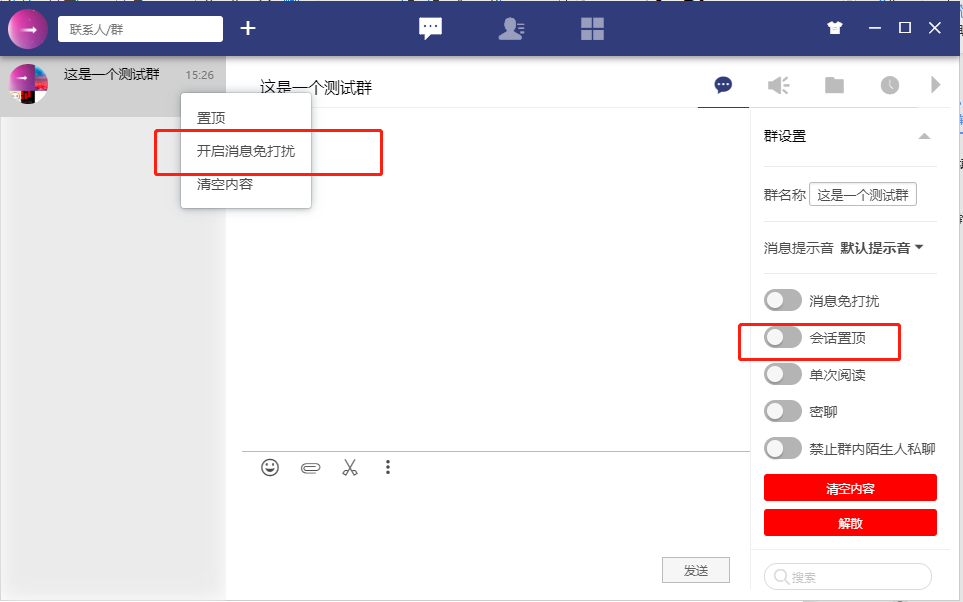 联系人/群
这是一个测试群
15:26
这是一个测试群
置顶
开启消息免打扰
清空内容
群设置
群名称
这是一个测试群
消息提示音 默认提示音
消息免打扰
会话置顶
单次阅读
密聊
禁止群内陌生人私聊
清空内容
解散
发送
搜索